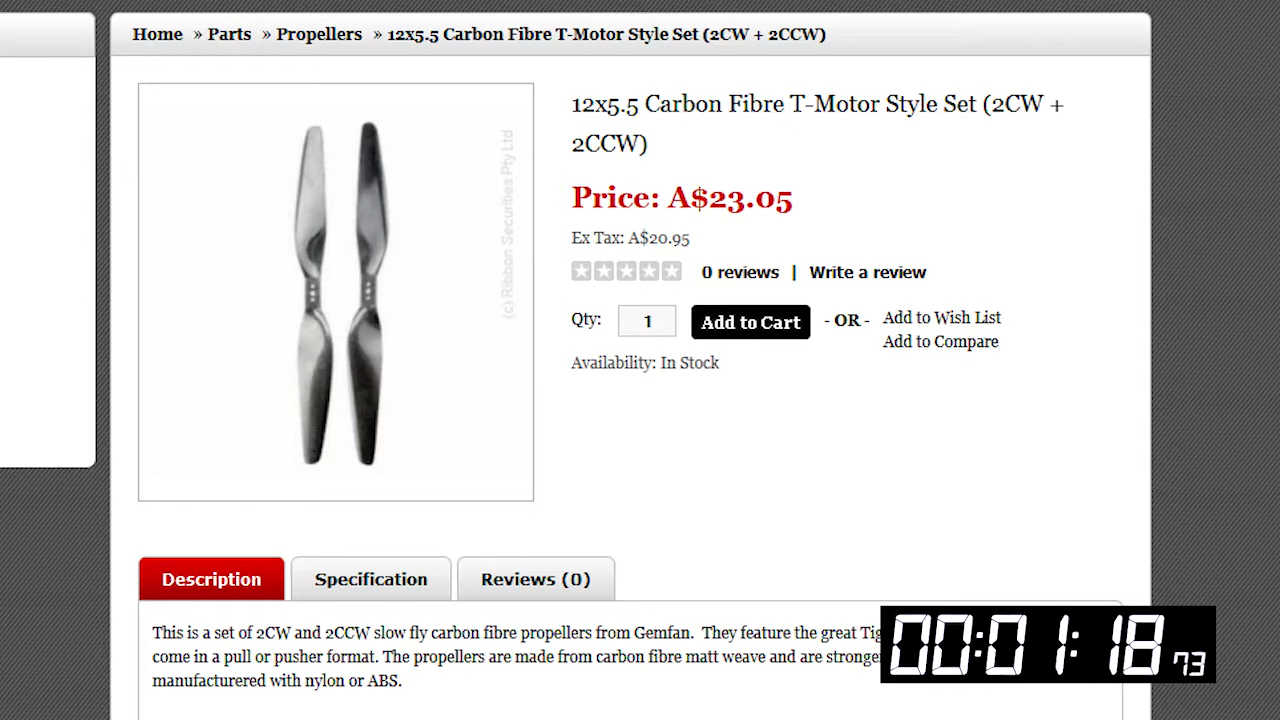 Home » Parts » Propellers » 12x5.5 Carbon Fibre T-Motor Style Set (2CW + 2CCW)
(c) Ribbon Securities Pty Ltd
12x5.5 Carbon Fibre T-Motor Style Set (2CW +
2CCW)
Price: A$23.05
Ex Tax: A$20.95
0 reviews | Write a review
Qty: 1 Add to Cart - OR - Add to Wish List
Add to Compare
Availability: In Stock
Description Specification Reviews (0)
This is a set of 2CW and 2CCW slow fly carbon fibre propellers from Gemfan. They feature the great
come in a pull or pusher format. The propellers are made from carbon fibre matt weave and are stronger
manufacturered with nylon or ABS.
00:01:18 73